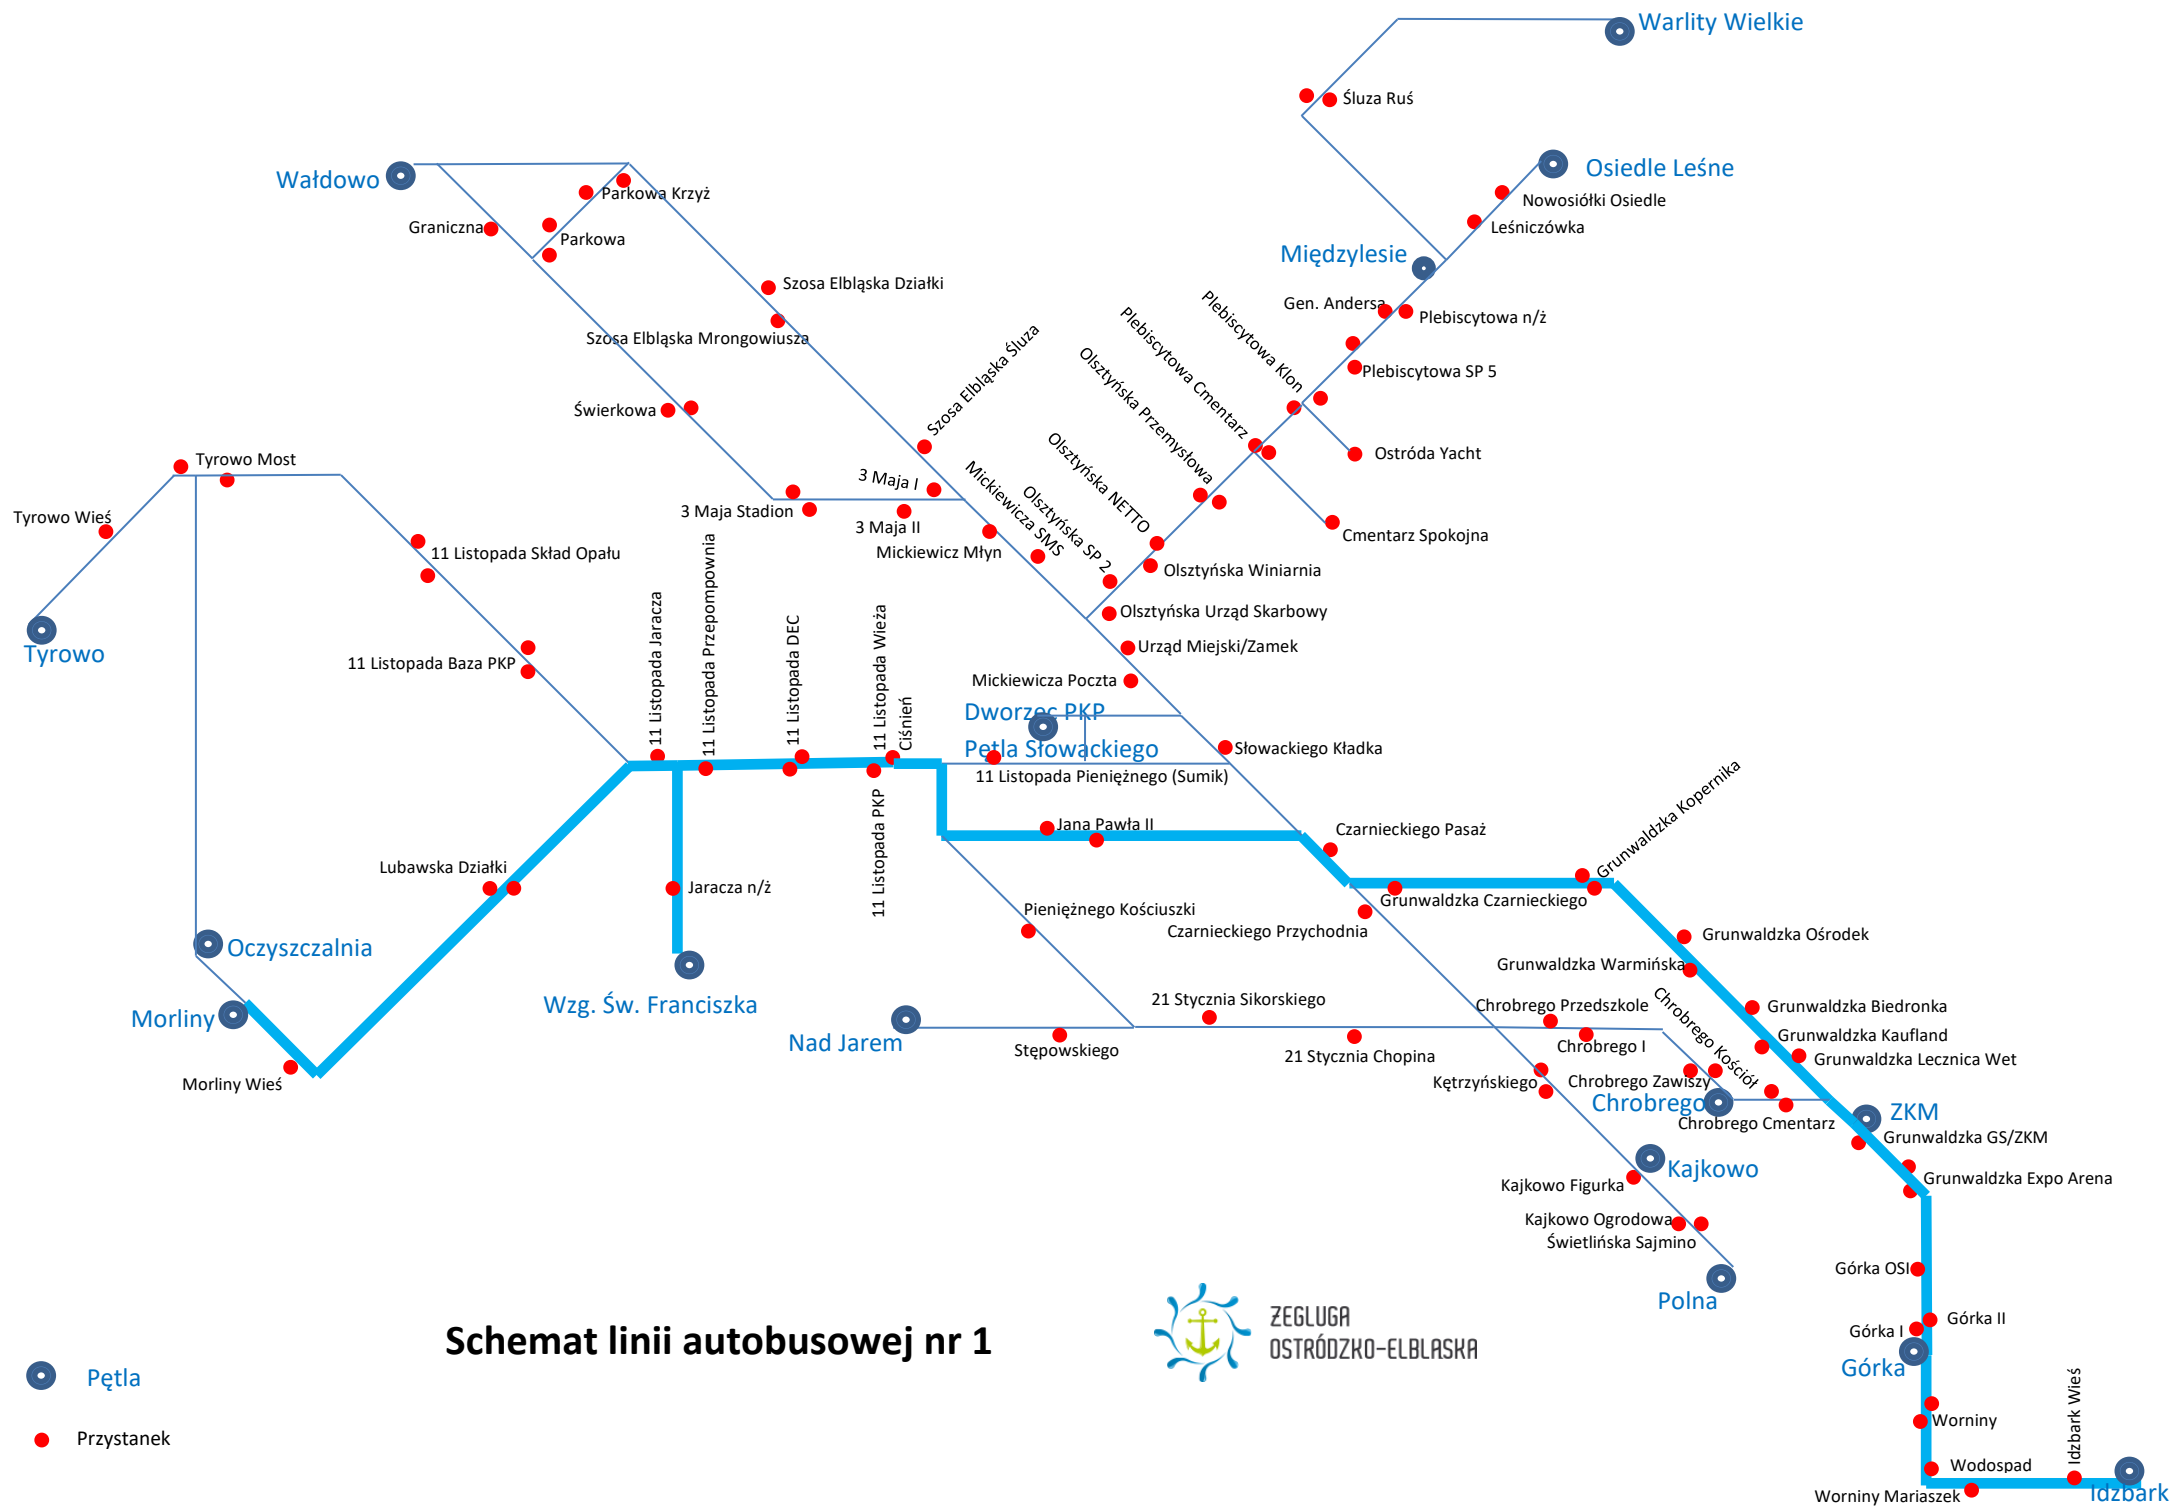 Warlity Wielkie
Śluza Ruś
Wałdowo
Parkowa Krzyż
Osiedle Leśne
Nowosiółki Osiedle
Graniczna
Parkowa
Leśniczówka
Międzylesie
Szosa Elbląska Działki
Gen. Andersa
Plebiscytowa n/ż
Szosa Elbląska Mrongowiusza
Szosa Elbląska Śluza
Plebiscytowa Klon
Plebiscytowa Cmentarz
Olsztyńska Przemysłowa
Plebiscytowa SP 5
Świerkowa
Olsztyńska NETTO
Ostróda Yacht
Tyrowo Most
3 Maja I
Mickiewicza SMS
Olsztyńska SP 2
3 Maja Stadion
3 Maja II
Tyrowo Wieś
Cmentarz Spokojna
11 Listopada Skład Opału
Mickiewicz Młyn
Olsztyńska Winiarnia
Olsztyńska Urząd Skarbowy
Tyrowo
11 Listopada Baza PKP
11 Listopada Jaracza
11 Listopada Przepompownia
11 Listopada DEC
11 Listopada Wieża
Ciśnień
Urząd Miejski/Zamek
Mickiewicza Poczta
Dworzec PKP
Pętla Słowackiego
Słowackiego Kładka
11 Listopada Pieniężnego (Sumik)
Grunwaldzka Kopernika
Jana Pawła II
Czarnieckiego Pasaż
11 Listopada PKP
Lubawska Działki
Jaracza n/ż
Grunwaldzka Czarnieckiego
Pieniężnego Kościuszki
Czarnieckiego Przychodnia
Grunwaldzka Ośrodek
Oczyszczalnia
Grunwaldzka Warmińska
Wzg. Św. Franciszka
21 Stycznia Sikorskiego
Chrobrego Przedszkole
Chrobrego Kościół
Grunwaldzka Biedronka
Morliny
Nad Jarem
Stępowskiego
21 Stycznia Chopina
Chrobrego I
Grunwaldzka Kaufland
Grunwaldzka Lecznica Wet
Morliny Wieś
Kętrzyńskiego
Chrobrego Zawiszy
Chrobrego
Chrobrego Cmentarz
ZKM
Grunwaldzka GS/ZKM
Kajkowo
Kajkowo Figurka
Grunwaldzka Expo Arena
Kajkowo Ogrodowa
Świetlińska Sajmino
Górka OSI
Polna
Górka II
Górka I
Górka
Schemat linii autobusowej nr 1
ŻEGLUGA
OSTRÓDZKO-ELBLASKA
Pętla
Przystanek
Worniny
Idzbark Wieś
Wodospad
Worniny Mariaszek
Idzbark